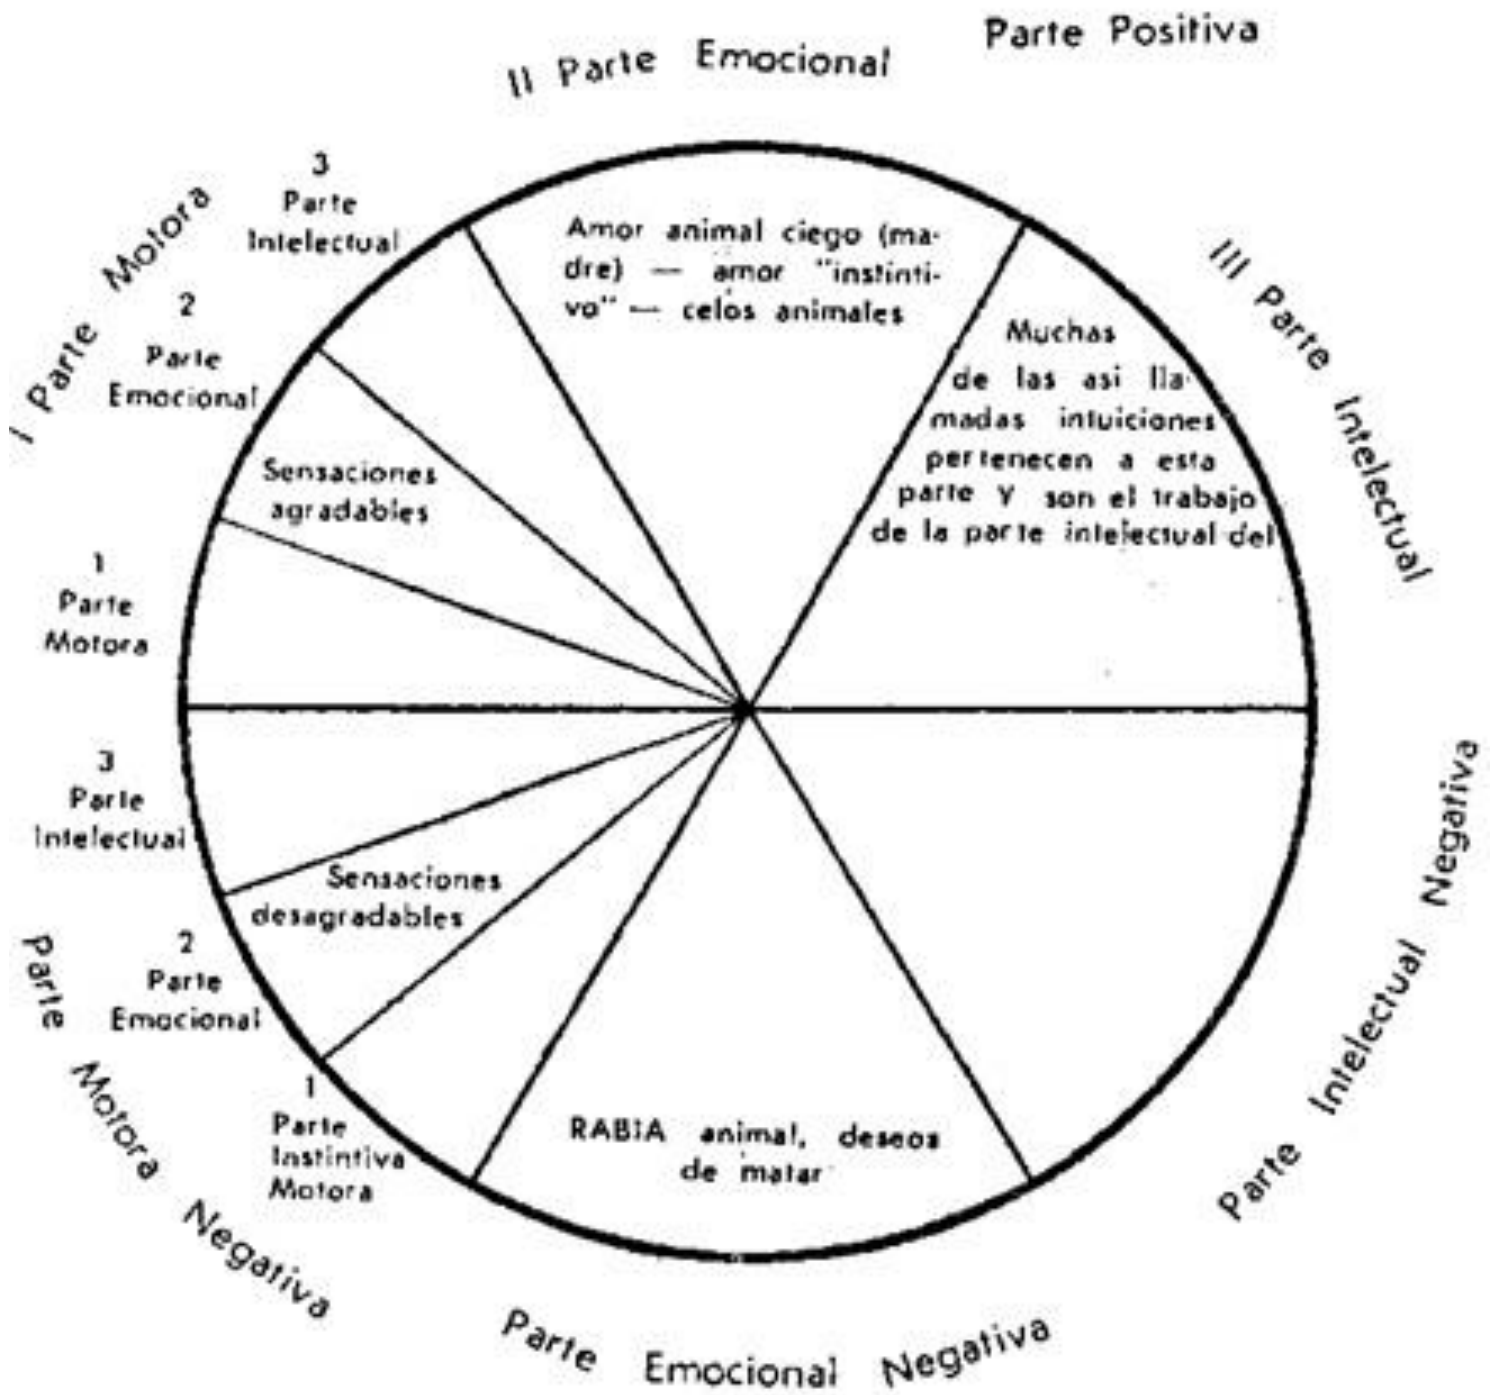 Parte Positiva
II Parte Emocional
I Parte Motora
3
Parte
Intelectual
2
Parte
Emocional
1
Parte
Motora
Sensaciones
agradables
Amor animal ciego (ma-
dre) — amor "instinti-
vo" — celos animales
III Parte Intelectual
Muchas
de las asi lla-
madas intuiciones
pertenecen a esta
parte y son el trabajo
de la parte intelectual del
3
Parte
Intelectual
2
Parte
Emocional
1
Parte
Instintiva
Motora
Sensaciones
desagradables
RABIA animal, deseos
de matar
Parte Motora Negativa
Parte Emocional Negativa
Parte Intelectual Negativa